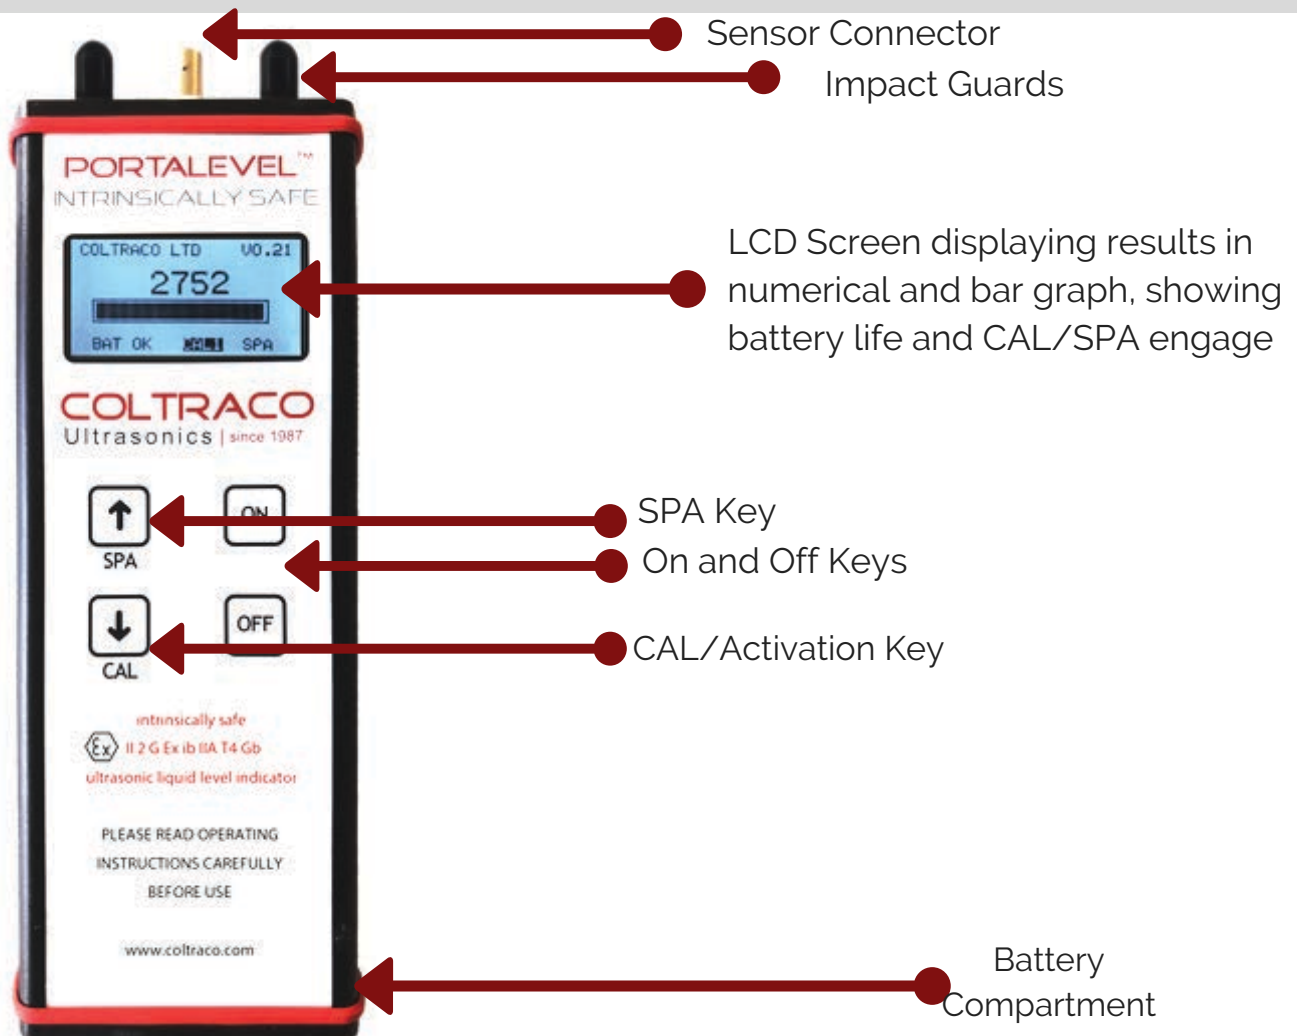 Sensor Connector
Impact Guards
PORTALEVEL™
INTRINSICALLY SAFE
COLTRACO LTD V0.21
2752
BAT OK CAL1 SPA
LCD Screen displaying results in
numerical and bar graph, showing
battery life and CAL/SPA engage
COLTRACO
Ultrasonics | since 1987
ON
SPA Key
SPA
On and Off Keys
OFF
CAL/Activation Key
CAL
intrinsically safe
Ex II 2 G Ex ib IIA T4 Gb
ultrasonic liquid level indicator
PLEASE READ OPERATING
INSTRUCTIONS CAREFULLY
BEFORE USE
www.coltraco.com
Battery
Compartment